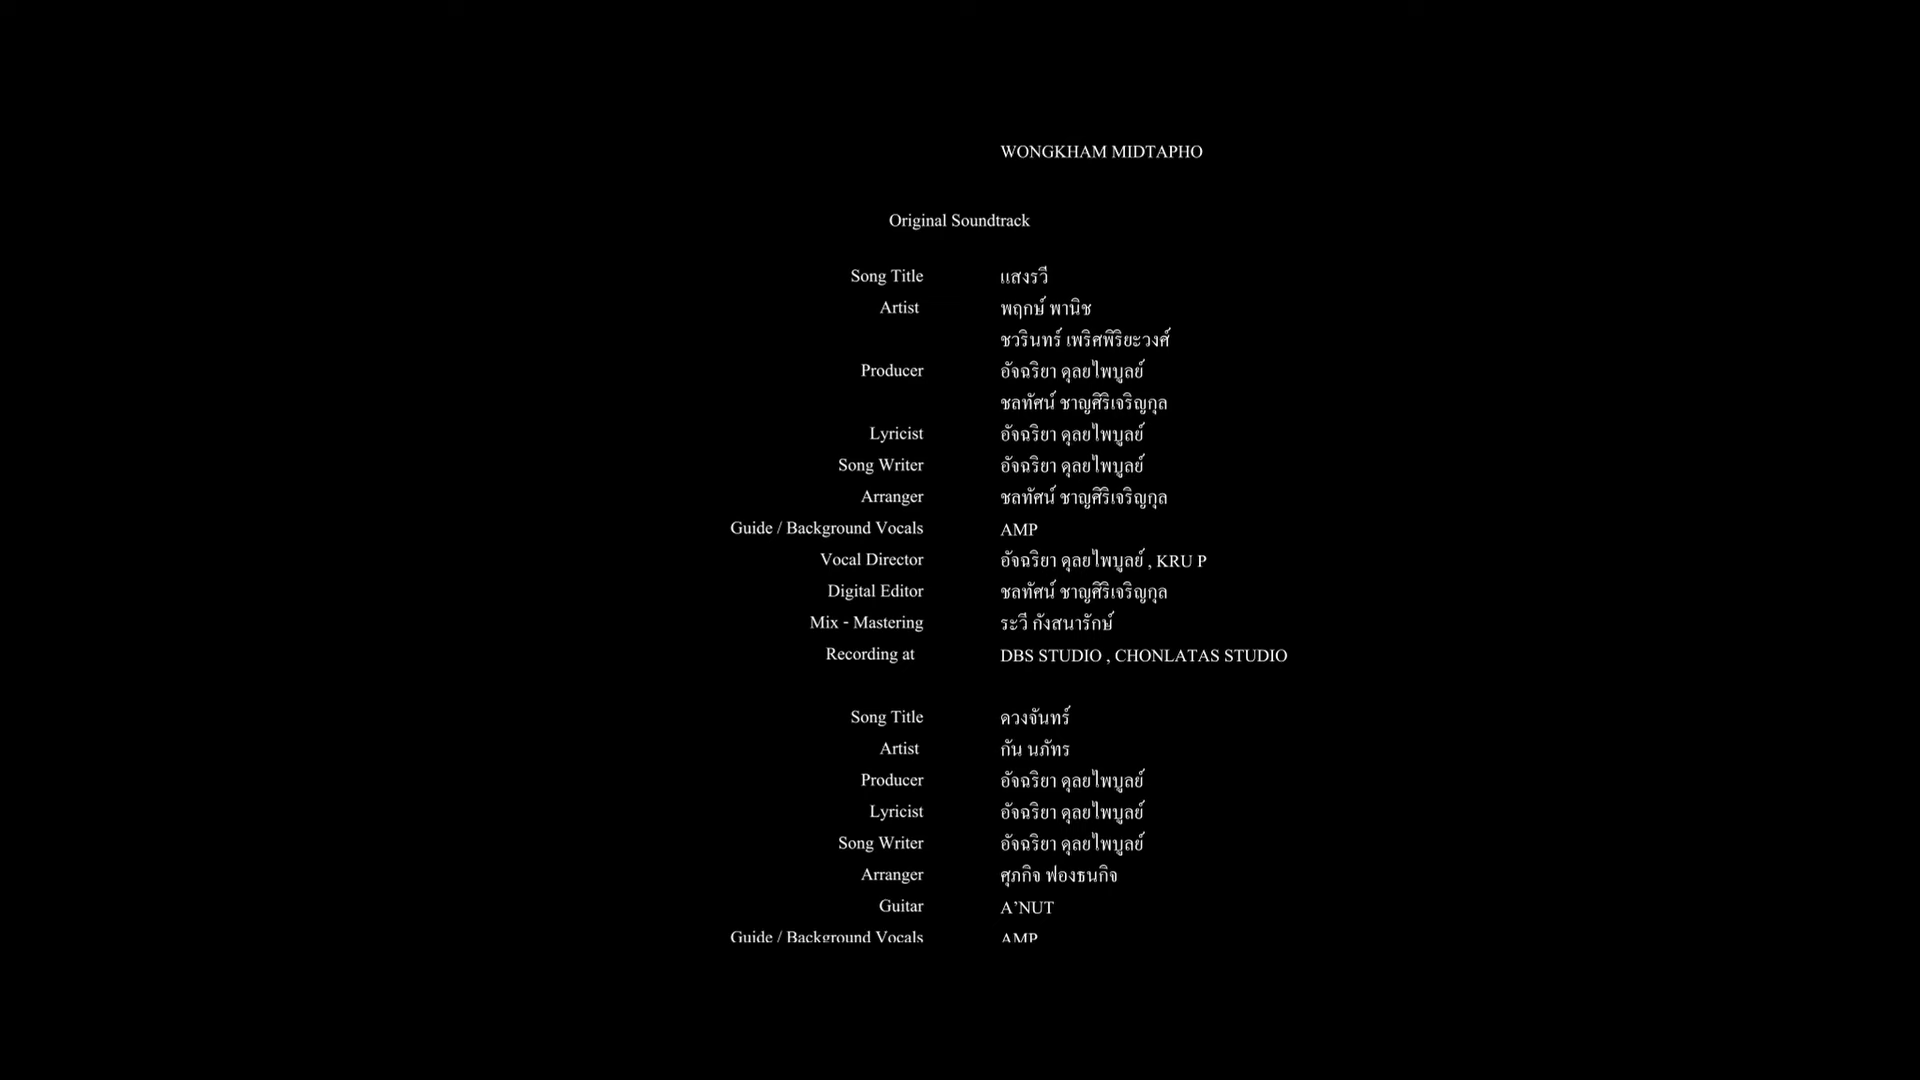 WONGKHAM MIDTAPHO
Original Soundtrack
Song Title แสงรวี
Artist พฤกษ์ พานิช
ชวรินทร์ เพริศพิริยะวงศ์
Producer อัจฉริยา ดุลยไพบูลย์
ชลทัศน์ ชาญศิริเจริญกุล
Lyricist อัจฉริยา ดุลยไพบูลย์
Song Writer อัจฉริยา ดุลยไพบูลย์
Arranger ชลทัศน์ ชาญศิริเจริญกุล
Guide / Background Vocals AMP
Vocal Director อัจฉริยา ดุลยไพบูลย์ , KRU P
Digital Editor ชลทัศน์ ชาญศิริเจริญกุล
Mix - Mastering ระวี กังสนารักษ์
Recording at DBS STUDIO , CHONLATAS STUDIO
Song Title ดวงจันทร์
Artist กัน นภัทร
Producer อัจฉริยา ดุลยไพบูลย์
Lyricist อัจฉริยา ดุลยไพบูลย์
Song Writer อัจฉริยา ดุลยไพบูลย์
Arranger ศุภกิจ ฟองธนกิจ
Guitar A’NUT
Guide / Background Vocals AMP